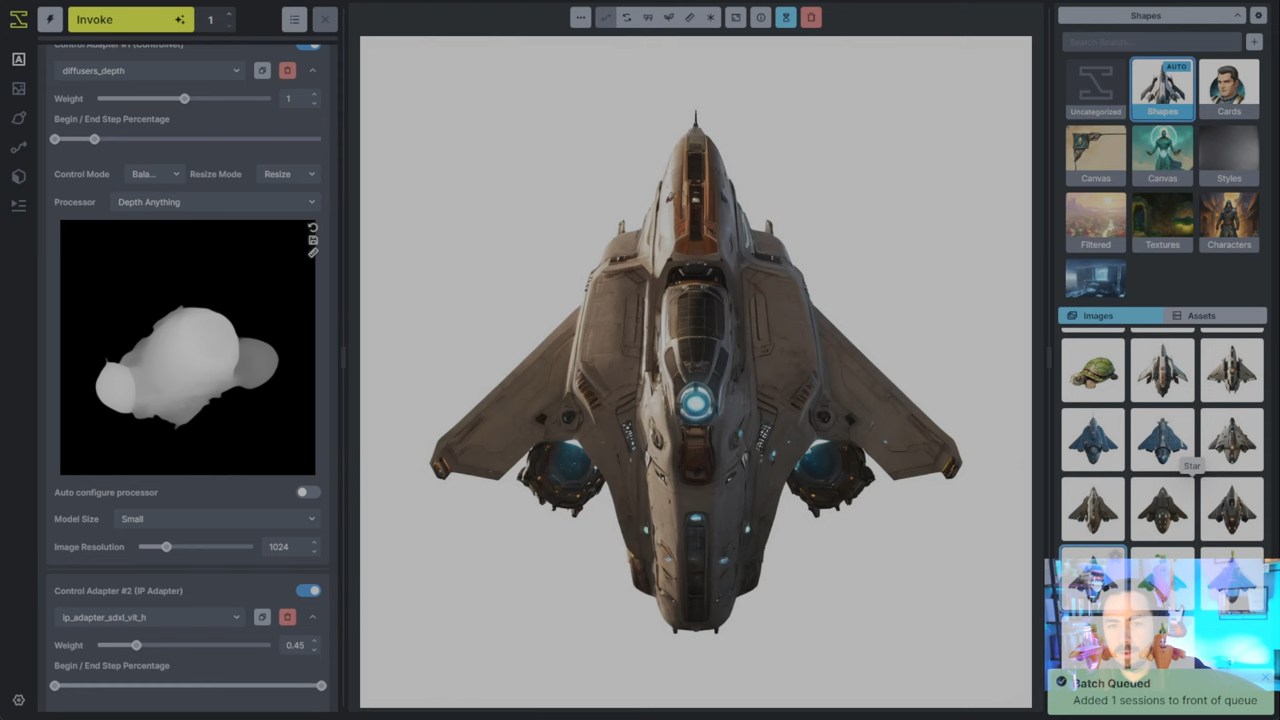 Invoke
1
Shapes
Control Adapter #1 (ControlNet)
diffusers_depth
Weight
1
Begin / End Step Percentage
Control Mode
Bala...
Resize Mode
Resize
Processor
Depth Anything
Auto configure processor
Model Size
Small
Image Resolution
1024
Control Adapter #2 (IP Adapter)
ip_adapter_sdxl_vit_h
Weight
0.45
Begin / End Step Percentage
Search Boards...
AUTO
Uncategorized
Shapes
Cards
Canvas
Canvas
Styles
Filtered
Textures
Characters
Images
Assets
Star
Batch Queued
Added 1 sessions to front of queue